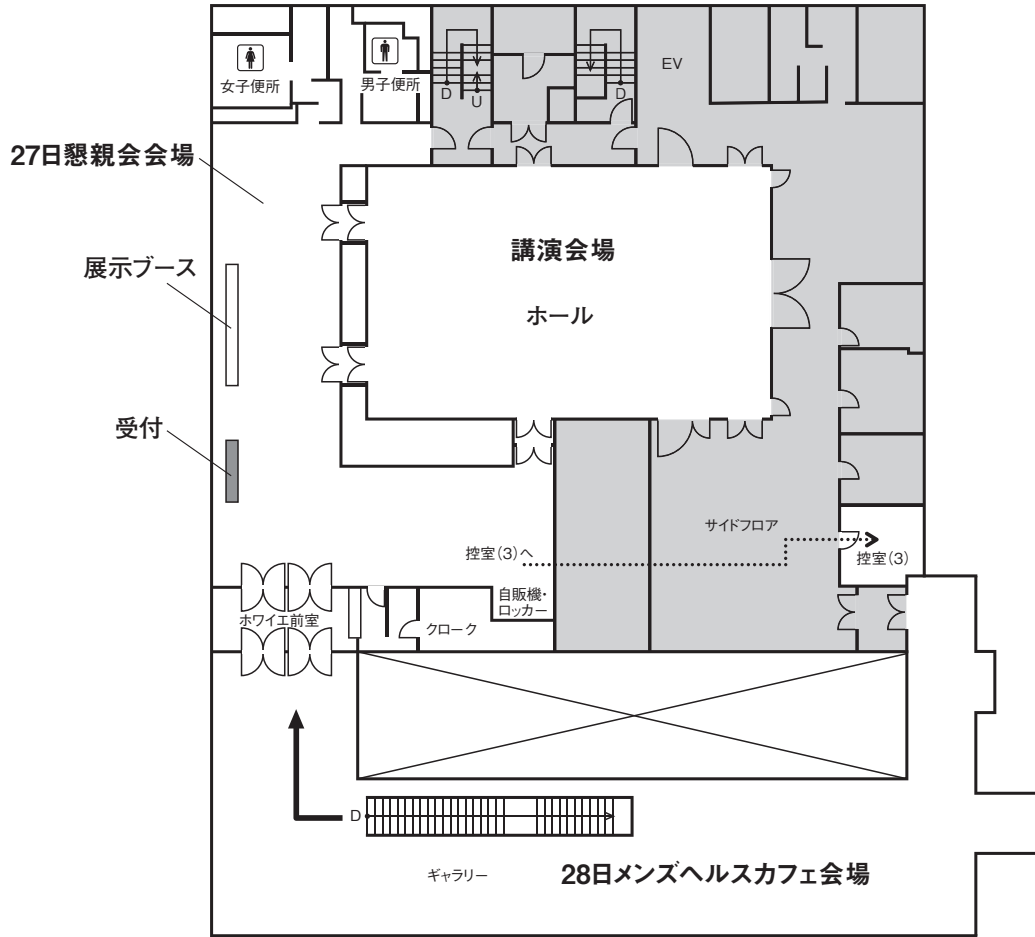 女子便所
男子便所
D
U
D
EV
27日懇親会会場
講演会場
展示ブース
ホール
受付
サイドフロア
控室(3)へ
控室(3)
自販機・
ロッカー
ホワイエ前室
クローク
D
ギャラリー
28日メンズヘルスカフェ会場